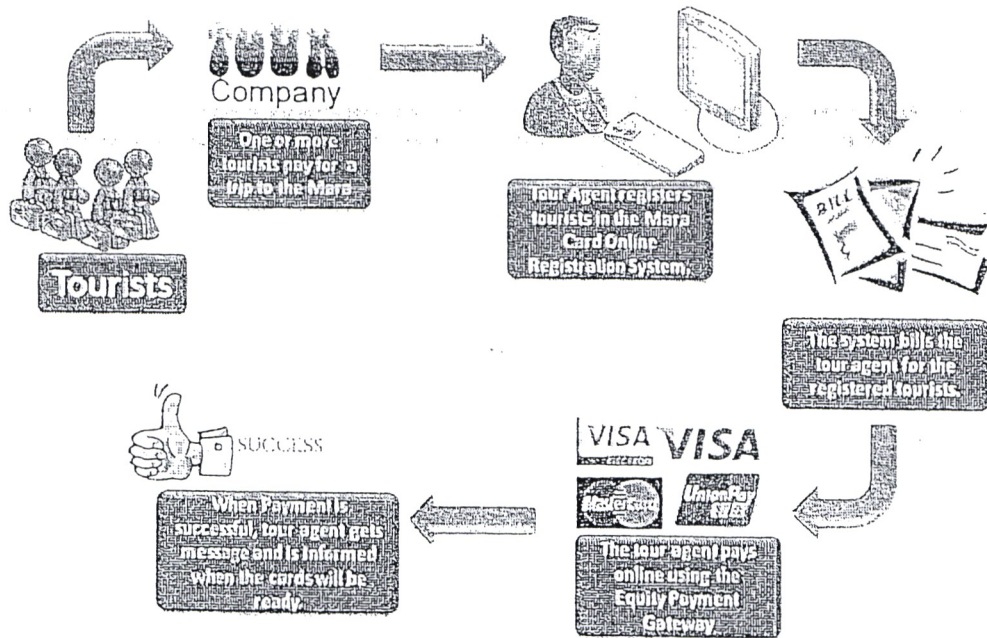 Company
One or more
tourists pay for a
trip to the Mara
Tourists
Tour Agent registers
tourists in the Mara
Card Online
Registration System.
BILL
The system bills the
tour agent for the
registered tourists.
VISA
VISA
ELECTRON
MasterCard
UnionPay
The tour agent pays
online using the
Equity Payment
Gateway
SUCCESS
When Payment is
successful, tour agent gets
message and is informed
when the cards will be
ready.